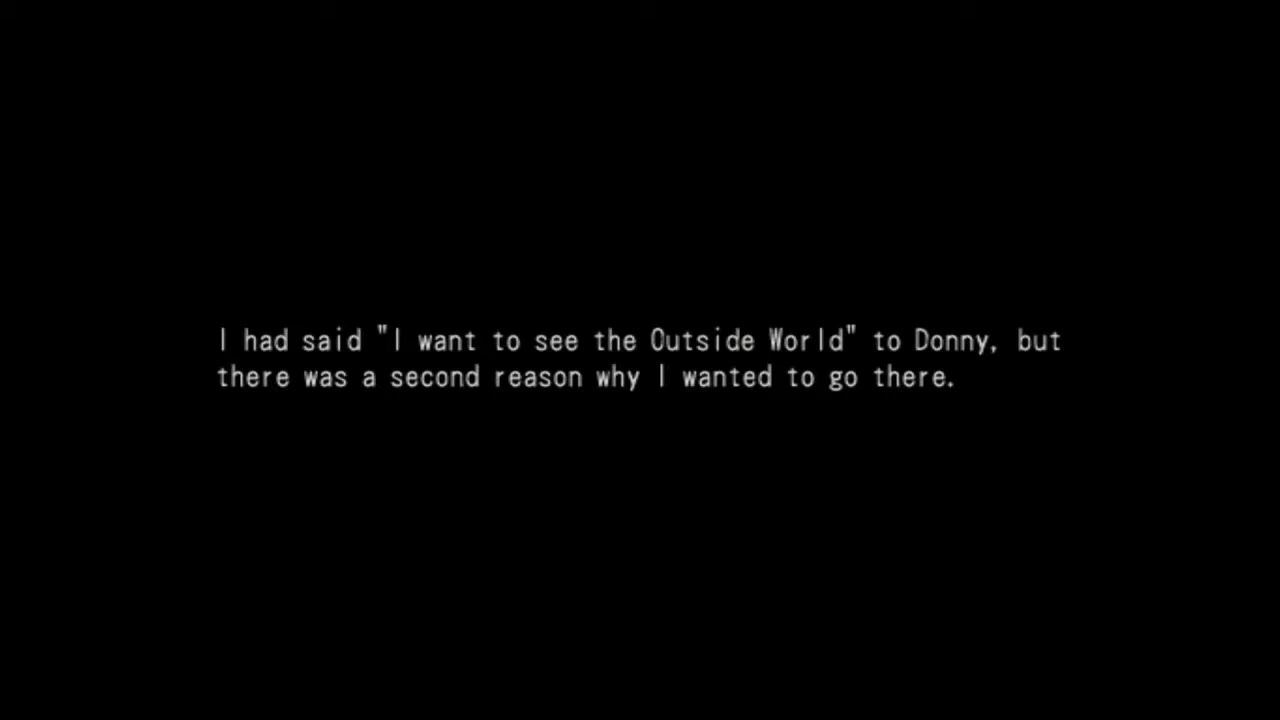 I had said "I want to see the Outside World" to Donny, but
there was a second reason why I wanted to go there.